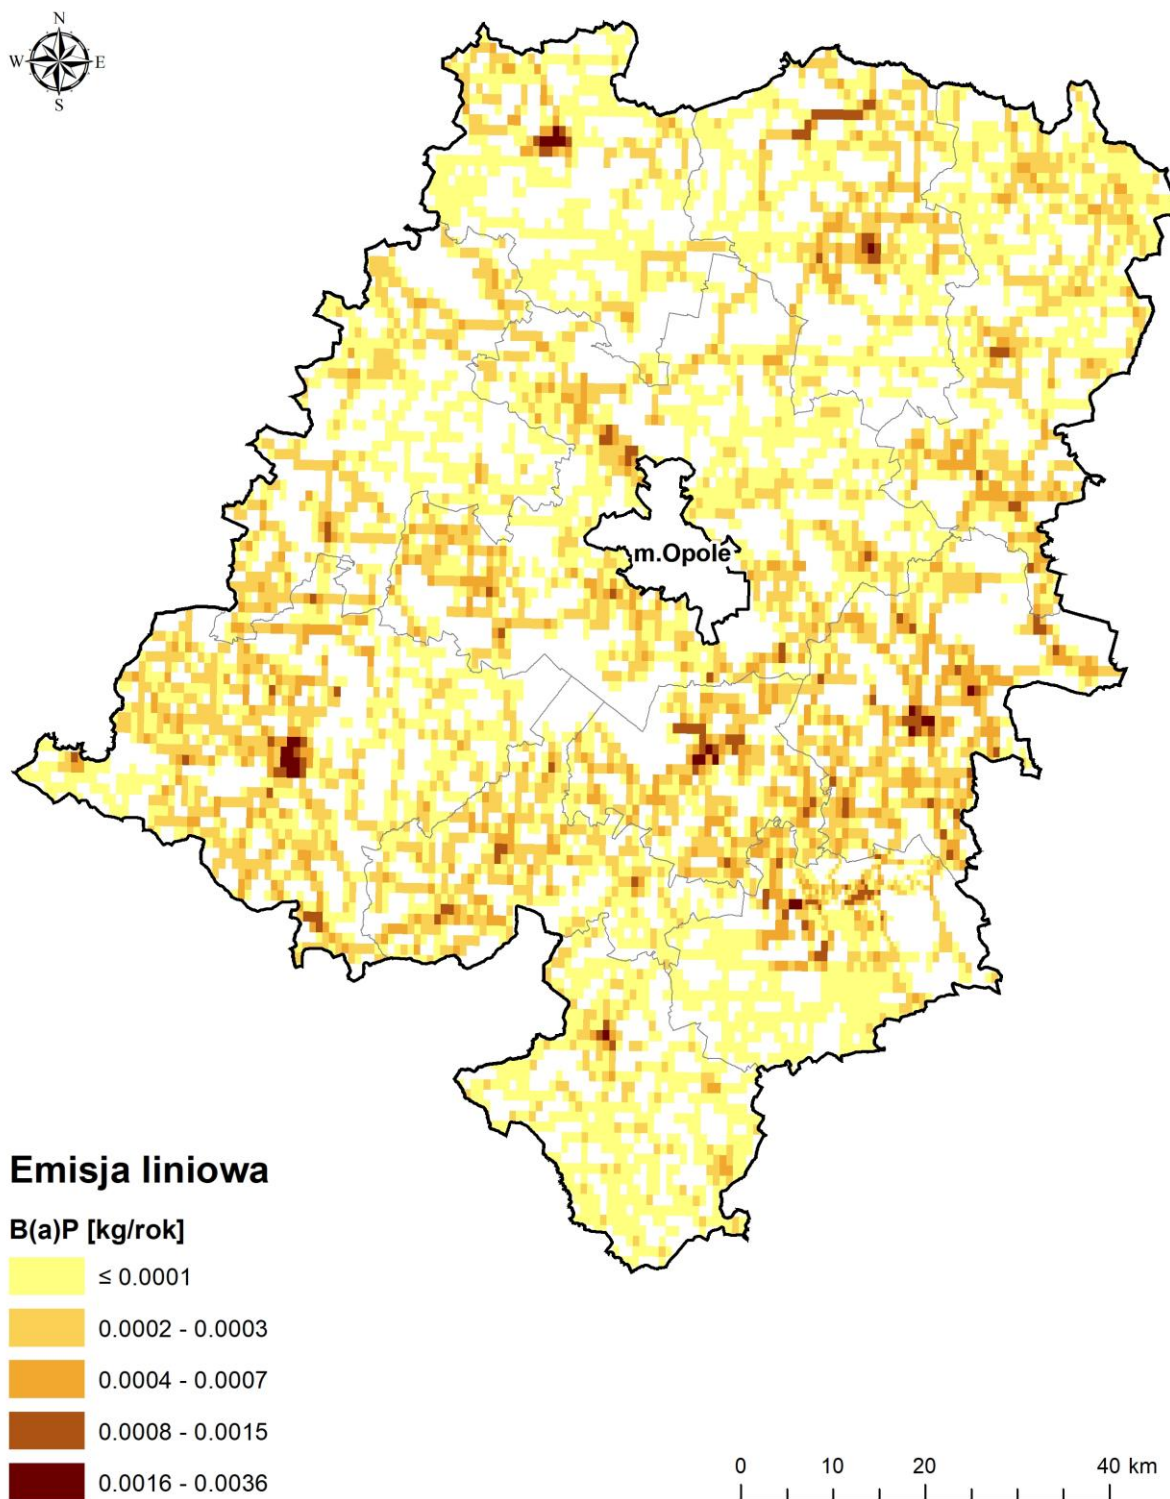 N
W E
S
m.Opole
Emisja liniowa
B(a)P [kg/rok]
≤ 0.0001
0.0002 - 0.0003
0.0004 - 0.0007
0.0008 - 0.0015
0.0016 - 0.0036
0 10 20 40 km